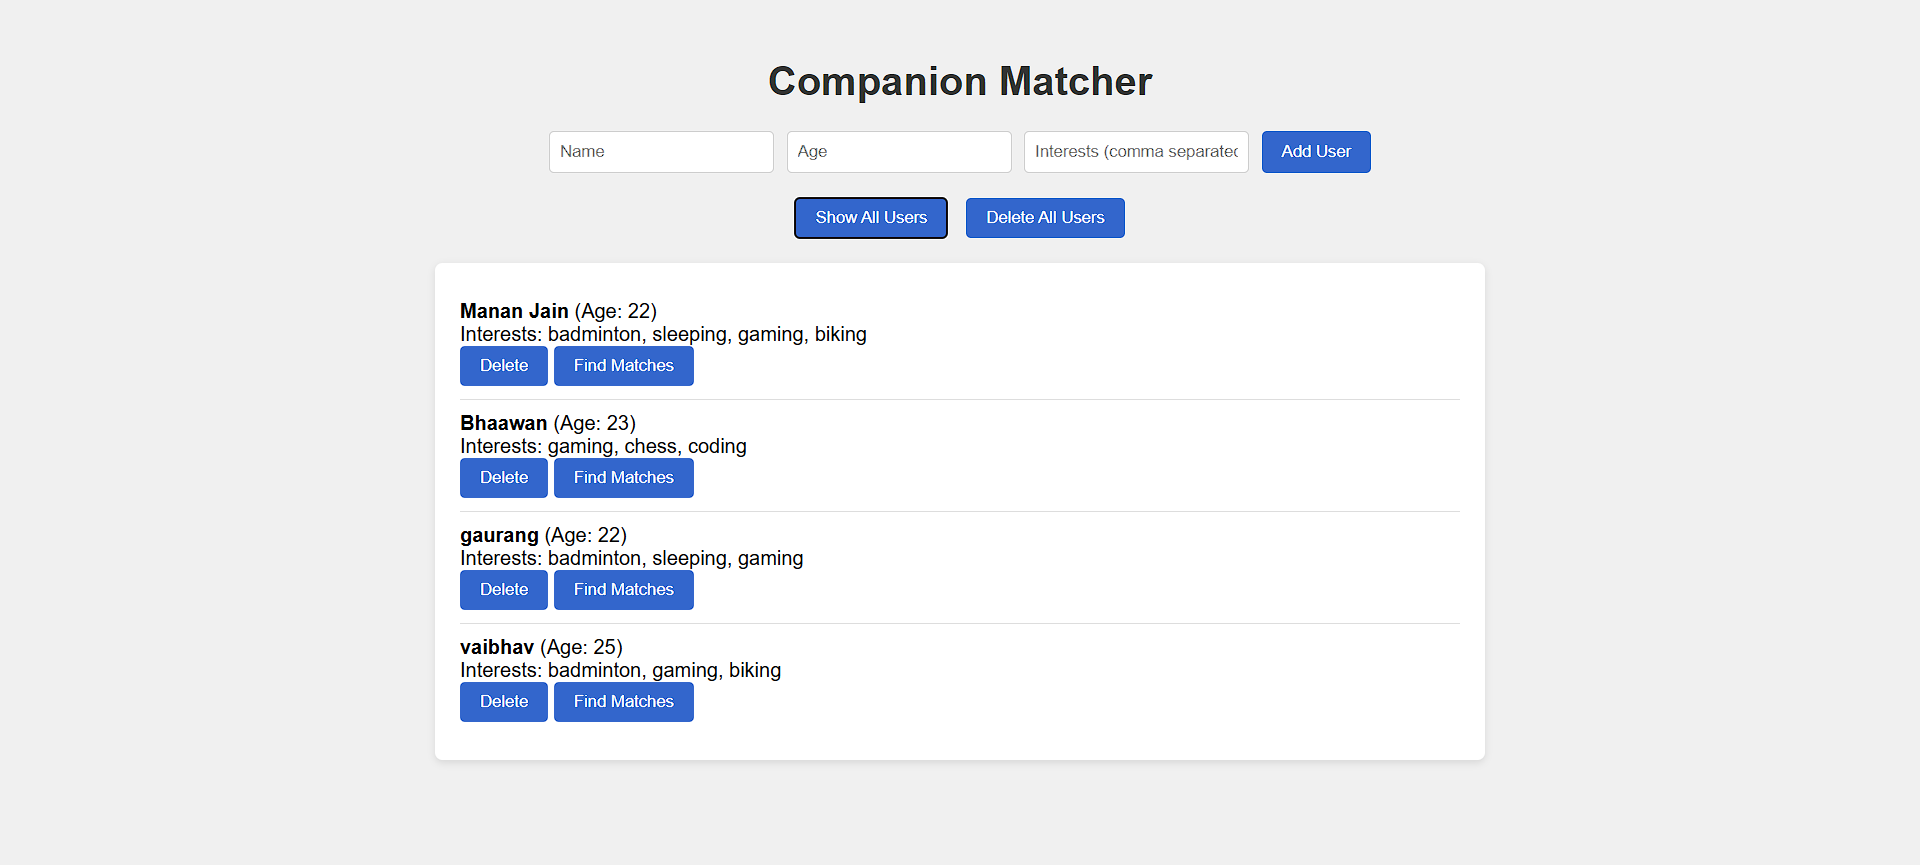 Companion Matcher
Name Age Interests (comma separated Add User
Show All Users Delete All Users
Manan Jain (Age: 22)
Interests: badminton, sleeping, gaming, biking
Delete Find Matches
Bhaawan (Age: 23)
Interests: gaming, chess, coding
Delete Find Matches
gaurang (Age: 22)
Interests: badminton, sleeping, gaming
Delete Find Matches
vaibhav (Age: 25)
Interests: badminton, gaming, biking
Delete Find Matches